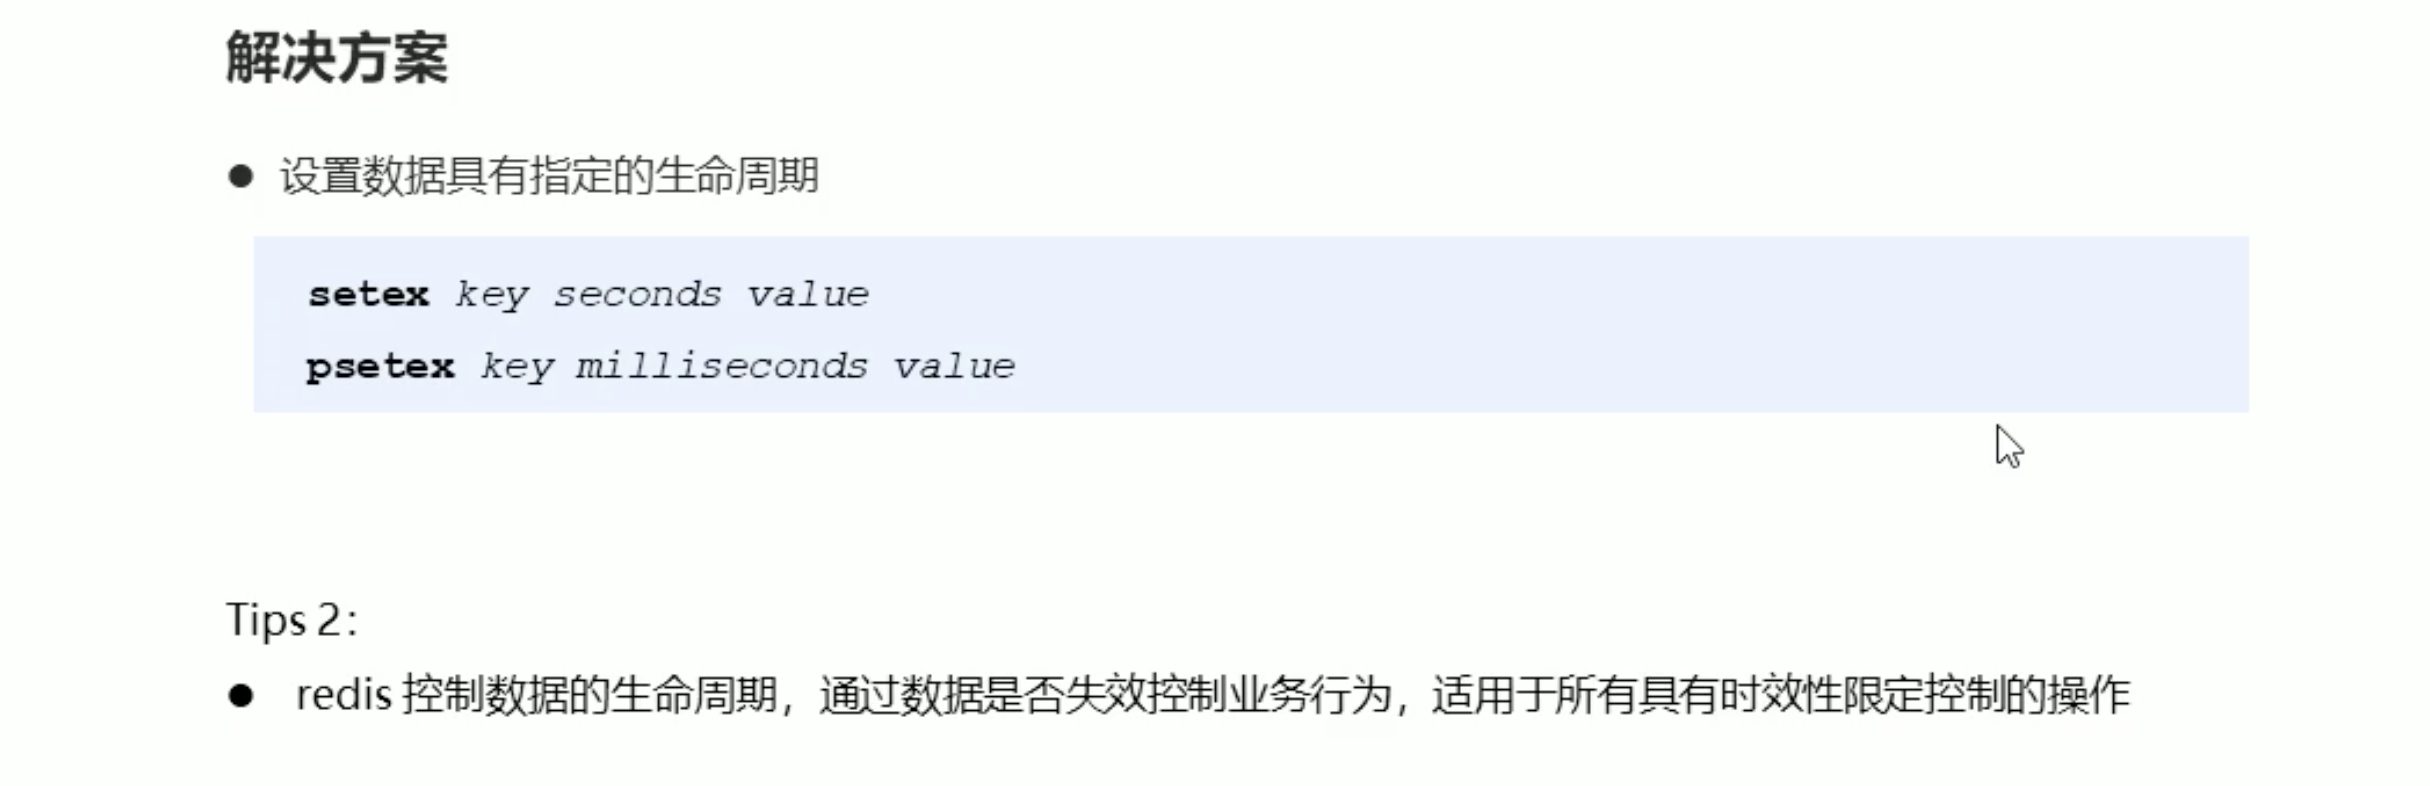 解决方案
● 设置数据具有指定的生命周期
setex key seconds value
psetex key milliseconds value
Tips 2：
● redis 控制数据的生命周期，通过数据是否失效控制业务行为，适用于所有具有时效性限定控制的操作